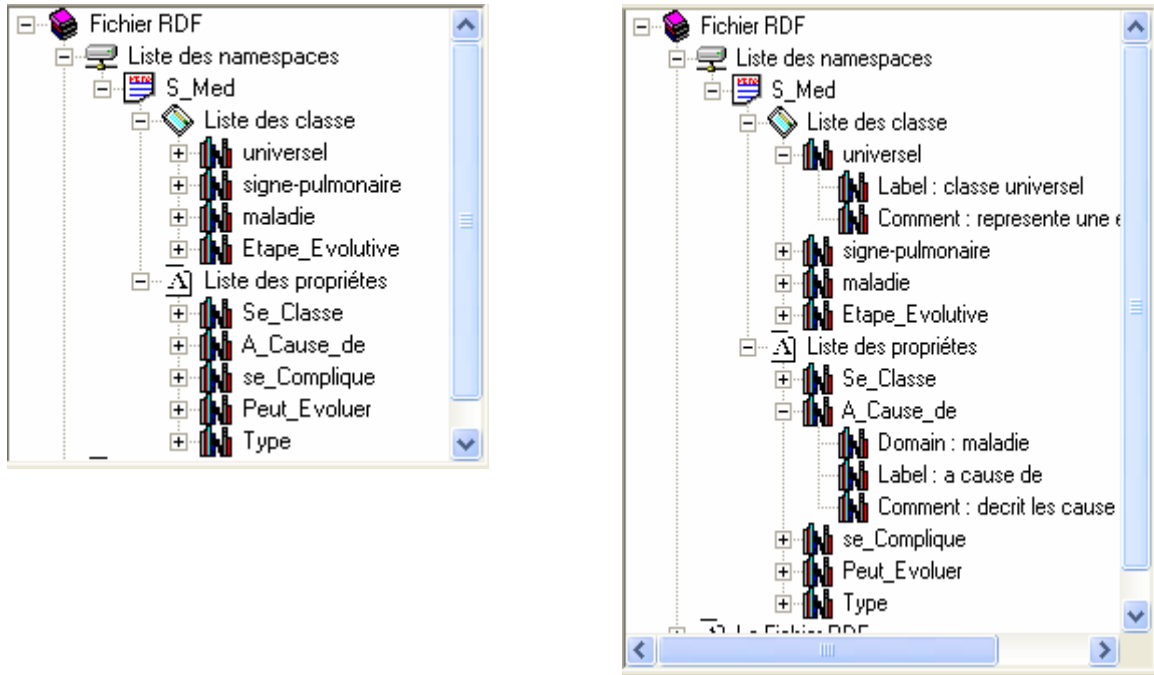 Fichier RDF
Liste des namespaces
S_Med
Liste des classe
universel
signe-pulmonaire
maladie
Etape_Evolutive
Liste des propriétes
Se_Classe
A_Cause_de
se_Complique
Peut_Evoluer
Type
Fichier RDF
Liste des namespaces
S_Med
Liste des classe
universel
Label : classe universel
Comment : represente une
signe-pulmonaire
maladie
Etape_Evolutive
Liste des propriétes
Se_Classe
A_Cause_de
Domain : maladie
Label : a cause de
Comment : decrit les cause
se_Complique
Peut_Evoluer
Type